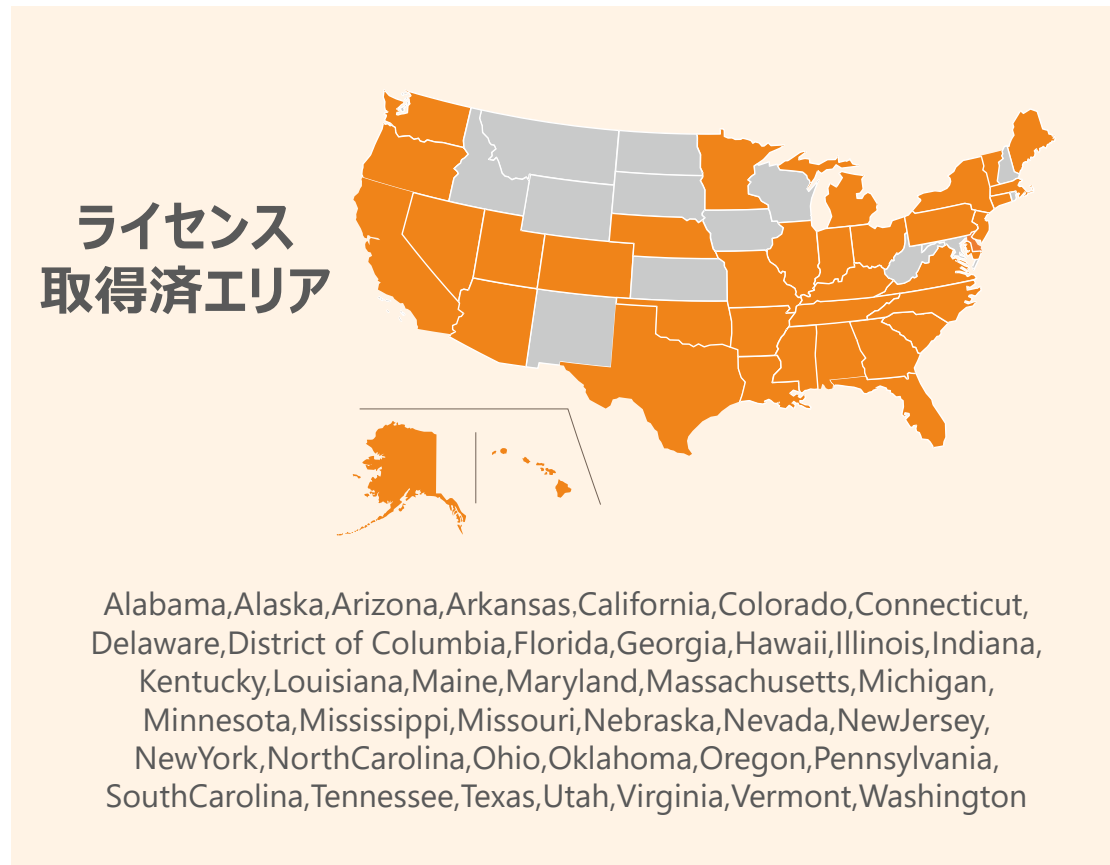 ライセンス
取得済エリア
Alabama,Alaska,Arizona,Arkansas,California,Colorado,Connecticut,
Delaware,District of Columbia,Florida,Georgia,Hawaii,Illinois,Indiana,
Kentucky,Louisiana,Maine,Maryland,Massachusetts,Michigan,
Minnesota,Mississippi,Missouri,Nebraska,Nevada,NewJersey,
NewYork,NorthCarolina,Ohio,Oklahoma,Oregon,Pennsylvania,
SouthCarolina,Tennessee,Texas,Utah,Virginia,Vermont,Washington